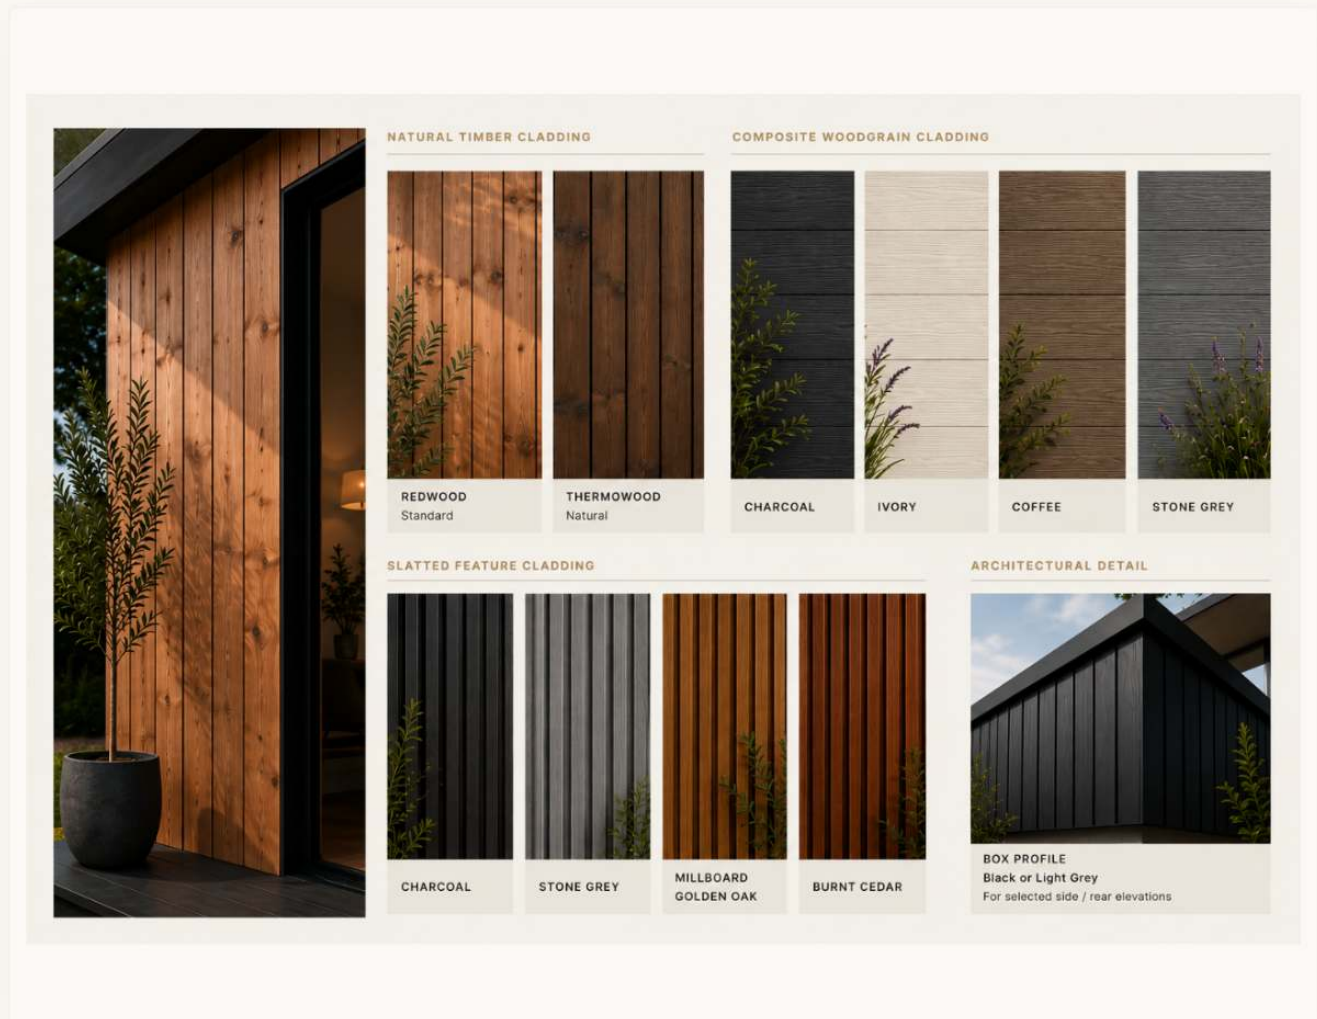 NATURAL TIMBER CLADDING
REDWOOD
Standard
THERMOWOOD
Natural
COMPOSITE WOODGRAIN CLADDING
CHARCOAL
IVORY
COFFEE
STONE GREY
SLATTED FEATURE CLADDING
CHARCOAL
STONE GREY
MILLBOARD
GOLDEN OAK
BURNT CEDAR
ARCHITECTURAL DETAIL
BOX PROFILE
Black or Light Grey
For selected side / rear elevations